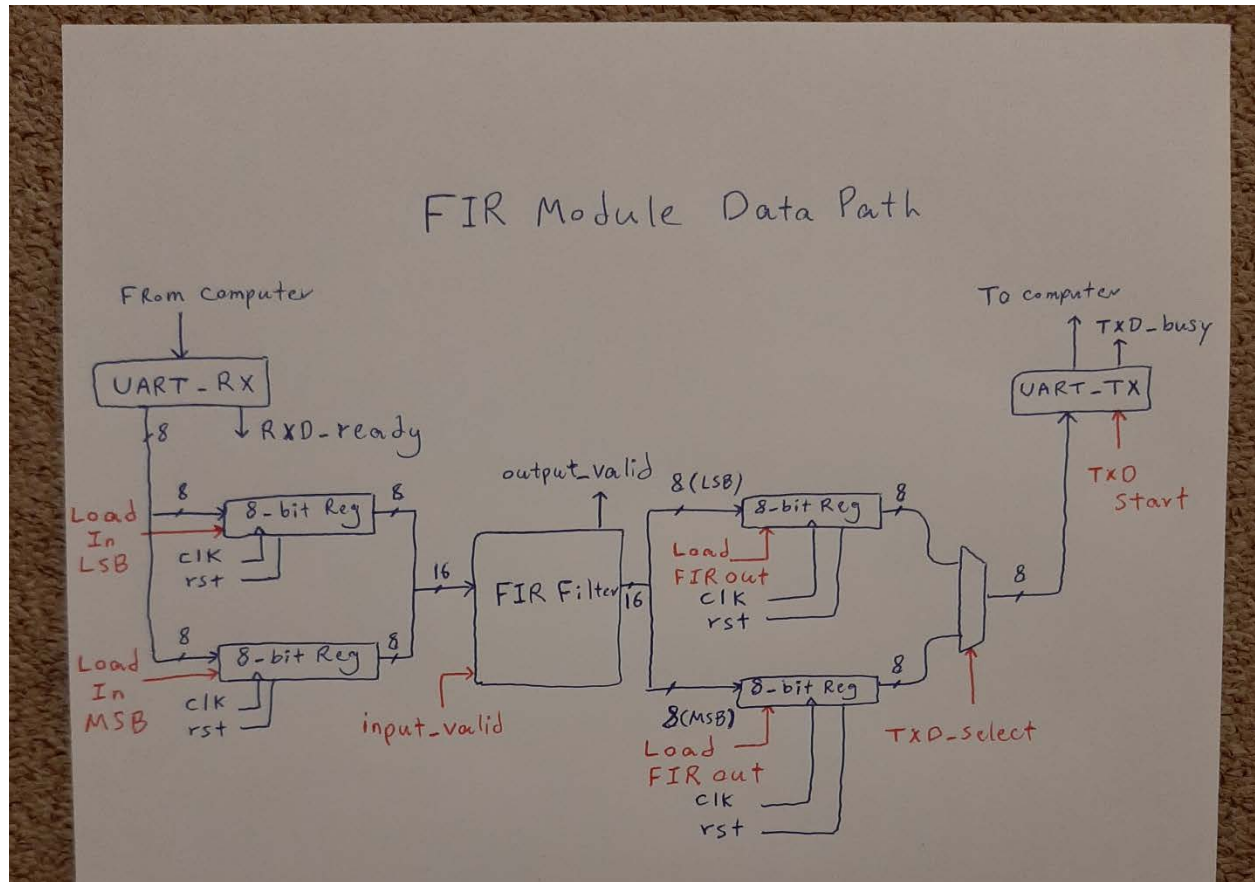 FIR Module Data Path
From computer
To computer
TXD_busy
UART_RX
UART_TX
8
RXD_ready
TXD
Start
output_valid
8
8-bit Reg
8
Load
In
LSB
clk
rst
16
FIR Filter
16
8(LSB)
8-bit Reg
8
Load
FIR out
clk
rst
8
8
8-bit Reg
8
Load
In
MSB
clk
rst
input_valid
8(MSB)
8-bit Reg
8
Load
FIR out
clk
rst
TXD_select